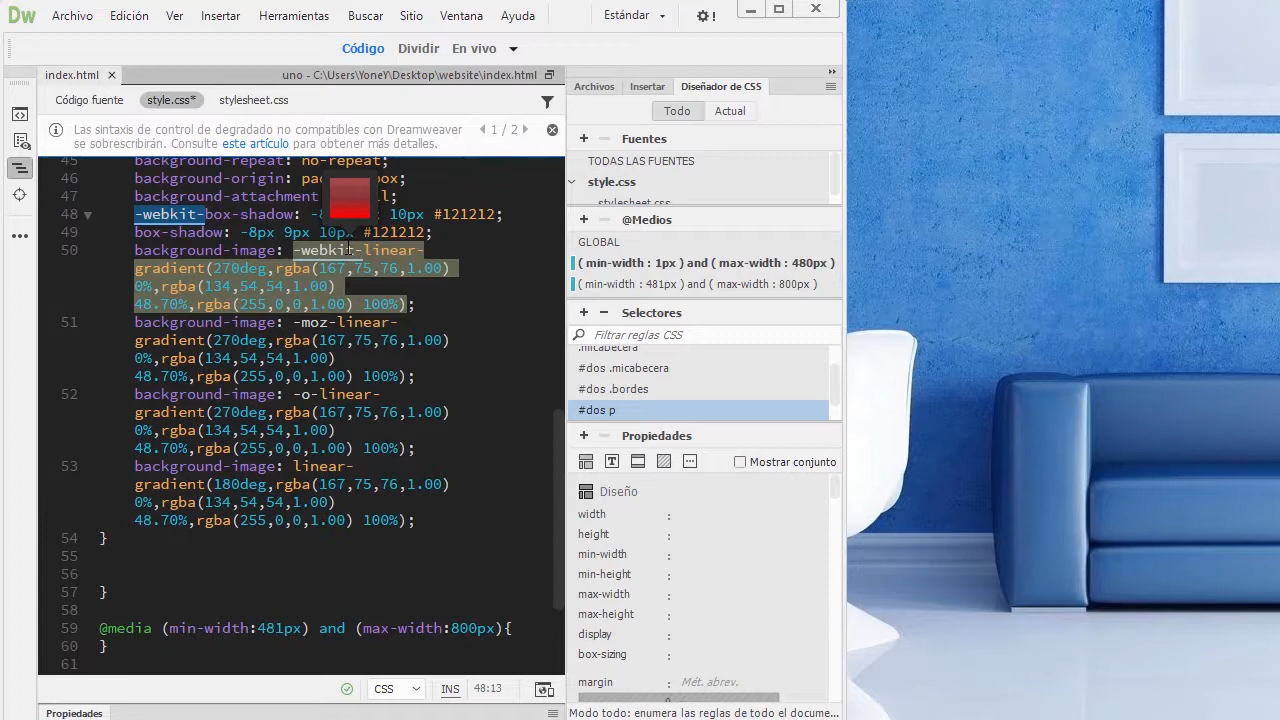 Dw Archivo Edición Ver Insertar Herramientas Buscar Sitio Ventana Ayuda Estándar
Código Dividir En vivo
index.html uno - C:\Users\YoneY\Desktop\website\index.html
Código fuente style.css* stylesheet.css
Las sintaxis de control de degradado no compatibles con Dreamweaver
se sobrescribirán. Consulte este artículo para obtener más detalles.
1 / 2
45 background-repeat: no-repeat;
46 background-origin: box;
47 background-attachment
48 -webkit-box-shadow: 10px #121212;
49 box-shadow: -8px 9px 10px #121212;
50 background-image: -webkit-linear-
gradient(270deg,rgba(167,75,76,1.00)
0%,rgba(134,54,54,1.00)
48.70%,rgba(255,0,0,1.00) 100%);
51 background-image: -moz-linear-
gradient(270deg,rgba(167,75,76,1.00)
0%,rgba(134,54,54,1.00)
48.70%,rgba(255,0,0,1.00) 100%);
52 background-image: -o-linear-
gradient(270deg,rgba(167,75,76,1.00)
0%,rgba(134,54,54,1.00)
48.70%,rgba(255,0,0,1.00) 100%);
53 background-image: linear-
gradient(180deg,rgba(167,75,76,1.00)
0%,rgba(134,54,54,1.00)
48.70%,rgba(255,0,0,1.00) 100%);
54 }
55
56
57 }
58
59 @media (min-width:481px) and (max-width:800px){
60 }
61
CSS INS 48:13
Propiedades
Archivos Insertar Diseñador de CSS
Todo Actual
+ Fuentes
TODAS LAS FUENTES
style.css
stylesheet.css
+ @Medios
GLOBAL
( min-width : 1px ) and ( max-width : 480px )
( min-width : 481px ) and ( max-width : 800px )
+ − Selectores
Filtrar reglas CSS
.micabecera
#dos .micabecera
#dos .bordes
#dos p
+ Propiedades
Mostrar conjunto
Diseño
width :
height :
min-width :
min-height :
max-width :
max-height :
display :
box-sizing :
margin : Mét. abrev.
0
Modo todo: enumera las reglas de todo el docume...